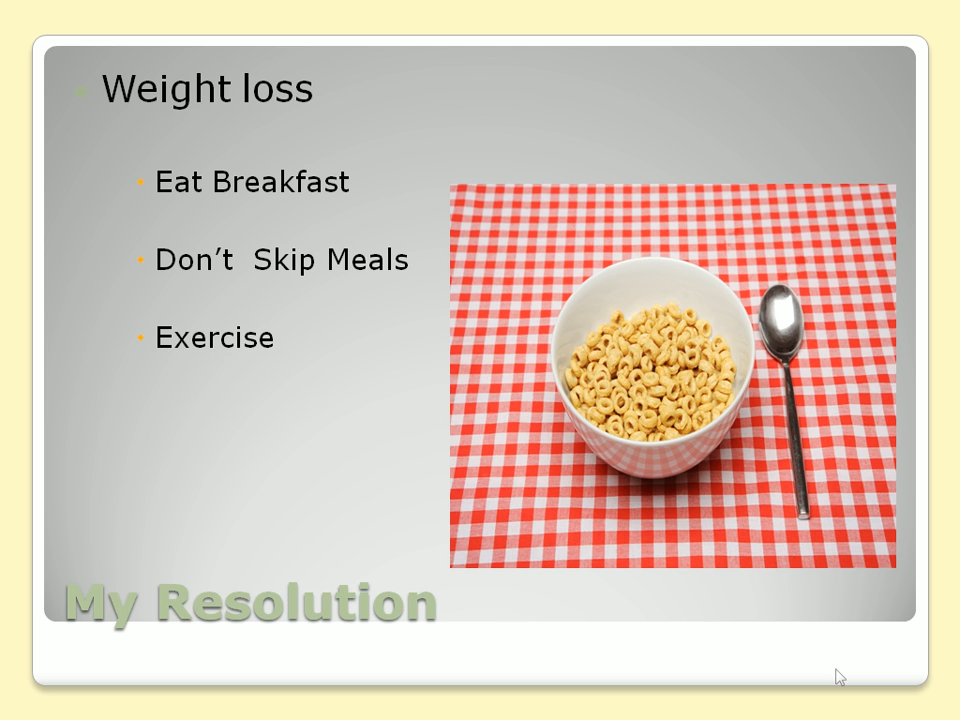 Weight loss
Eat Breakfast
Don’t  Skip Meals
Exercise
My Resolution